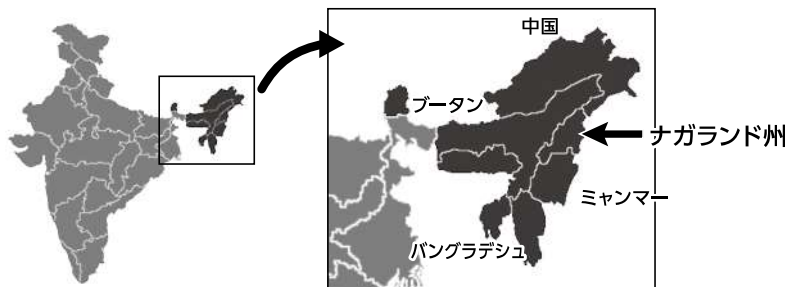 中国
ブータン
ナガランド州
ミャンマー
バングラデシュ